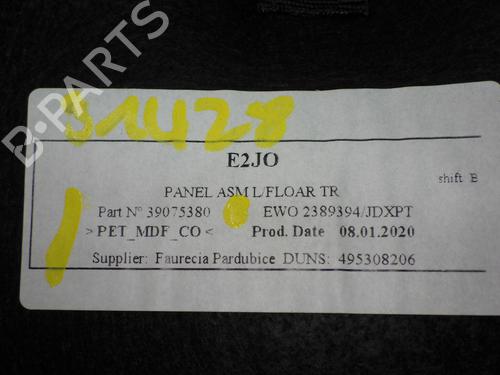 B-PARTS
31428
E2JO
shift B
PANEL ASM L/FLOAR TR
Part N° 39075380 EWO 2389394/JDXPT
> PET_MDF_CO < Prod. Date 08.01.2020
Supplier: Faurecia Pardubice DUNS: 495308206